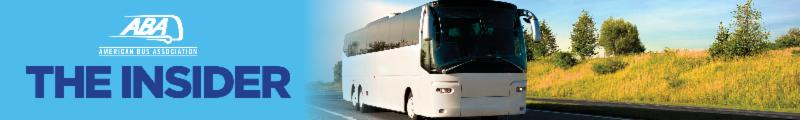 ABA
AMERICAN BUS ASSOCIATION
THE INSIDER